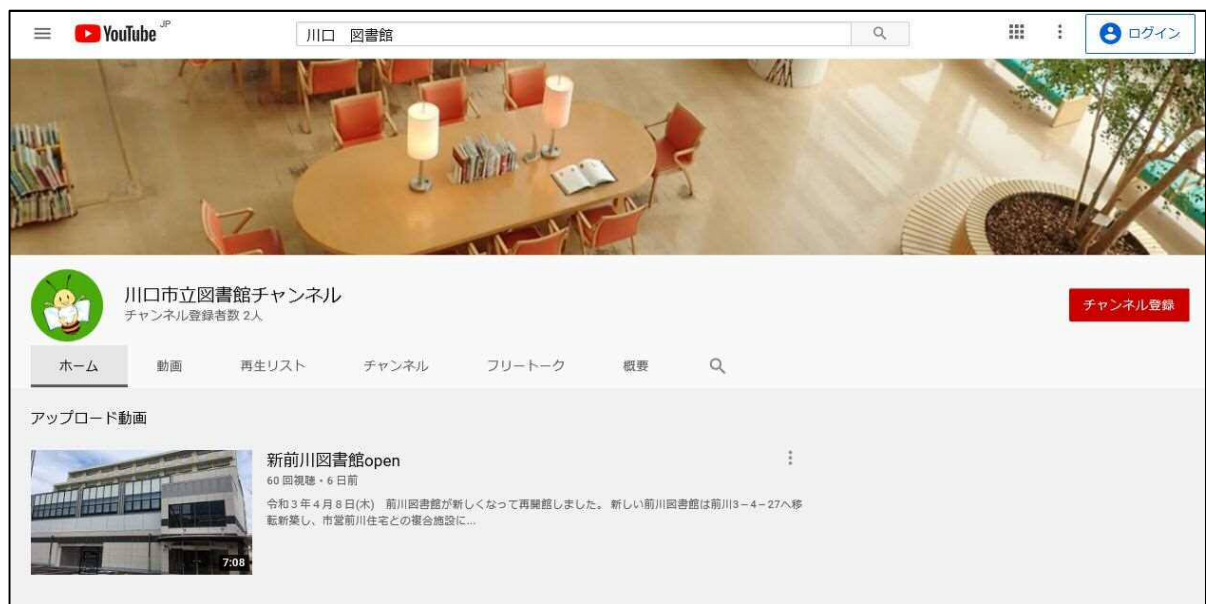 YouTube JP
川口　図書館
ログイン
川口市立図書館チャンネル
チャンネル登録者数 2人
チャンネル登録
ホーム 動画 再生リスト チャンネル フリートーク 概要
アップロード動画
新前川図書館open
60 回視聴・6 日前
令和３年４月８日(木)　前川図書館が新しくなって再開館しました。 新しい前川図書館は前川3－4－27へ移
転新築し、市営前川住宅との複合施設に...
7:08